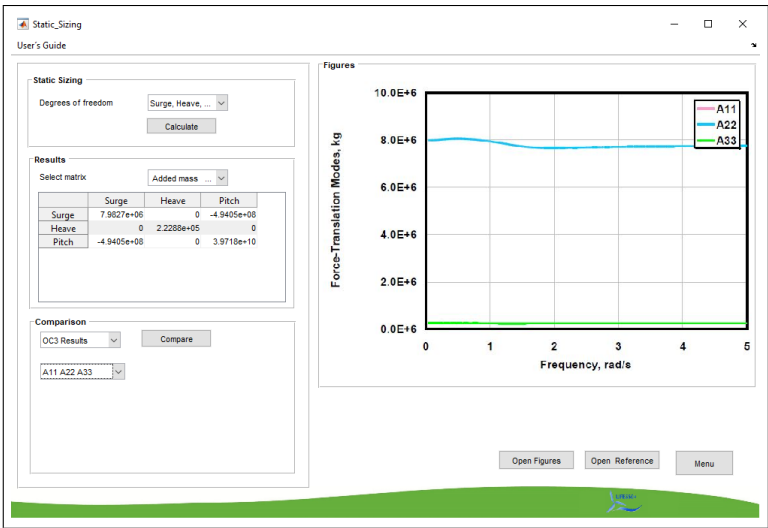 Static_Sizing
User's Guide
Static Sizing
Degrees of freedom
Surge, Heave, ...
Calculate
Results
Select matrix
Added mass ...
Surge Heave Pitch
Surge 7.9827e+06 0 -4.9405e+08
Heave 0 2.2288e+05 0
Pitch -4.9405e+08 0 3.9718e+10
Comparison
OC3 Results
Compare
A11 A22 A33
Figures
Force-Translation Modes, kg
10.0E+6
8.0E+6
6.0E+6
4.0E+6
2.0E+6
0.0E+6
0 1 2 3 4 5
Frequency, rad/s
A11
A22
A33
Open Figures
Open Reference
Menu